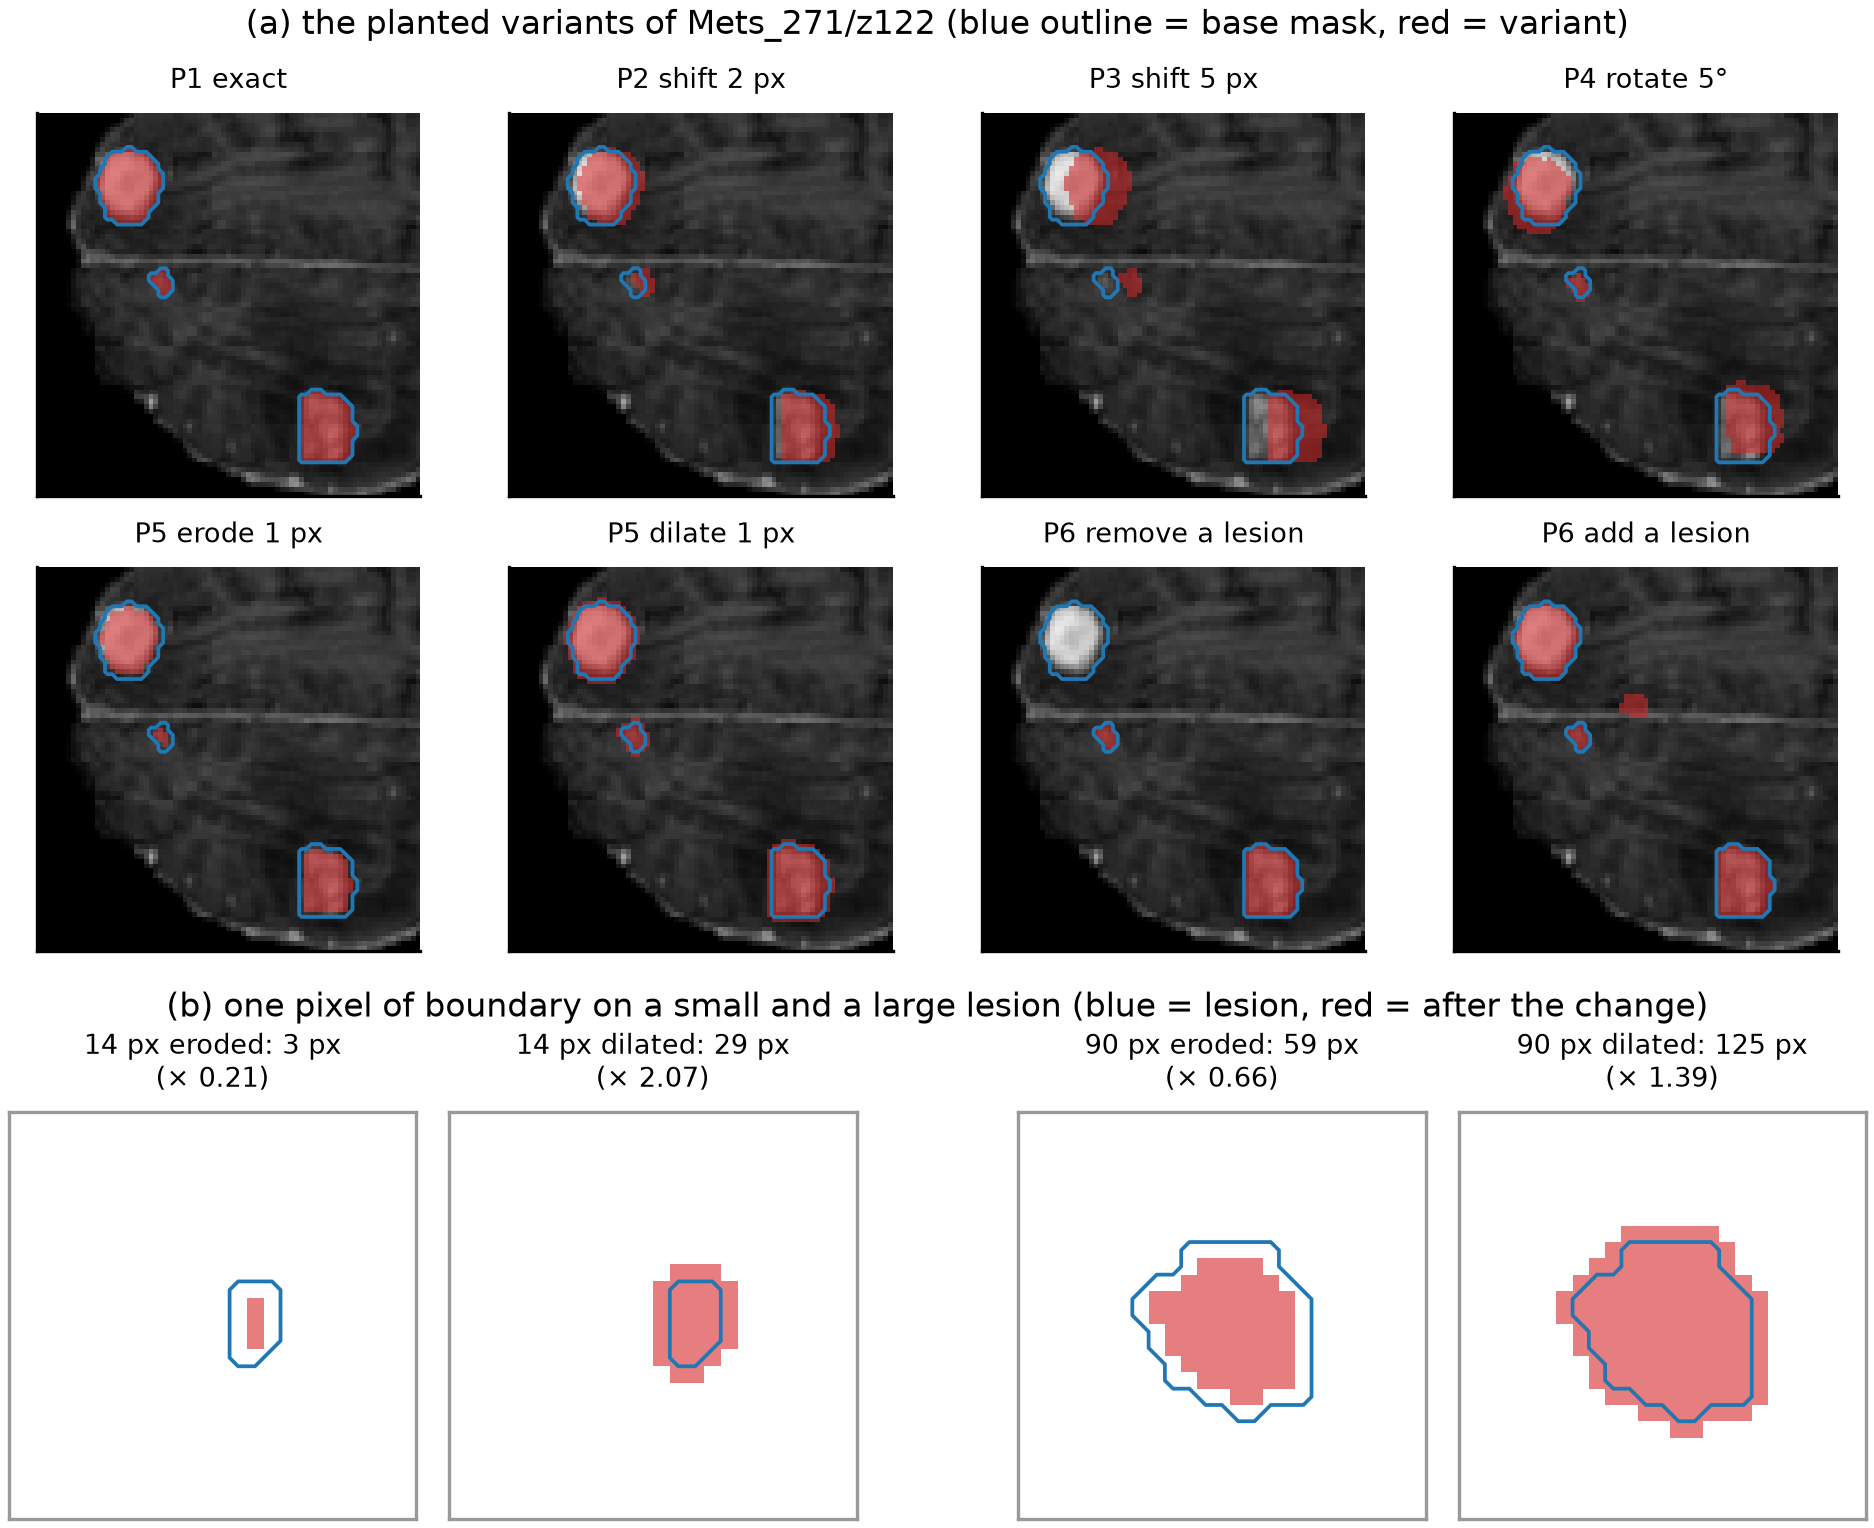 (a) the planted variants of Mets_271/z122 (blue outline = base mask, red = variant)
P1 exact
P2 shift 2 px
P3 shift 5 px
P4 rotate 5°
P5 erode 1 px
P5 dilate 1 px
P6 remove a lesion
P6 add a lesion
(b) one pixel of boundary on a small and a large lesion (blue = lesion, red = after the change)
14 px eroded: 3 px
(× 0.21)
14 px dilated: 29 px
(× 2.07)
90 px eroded: 59 px
(× 0.66)
90 px dilated: 125 px
(× 1.39)